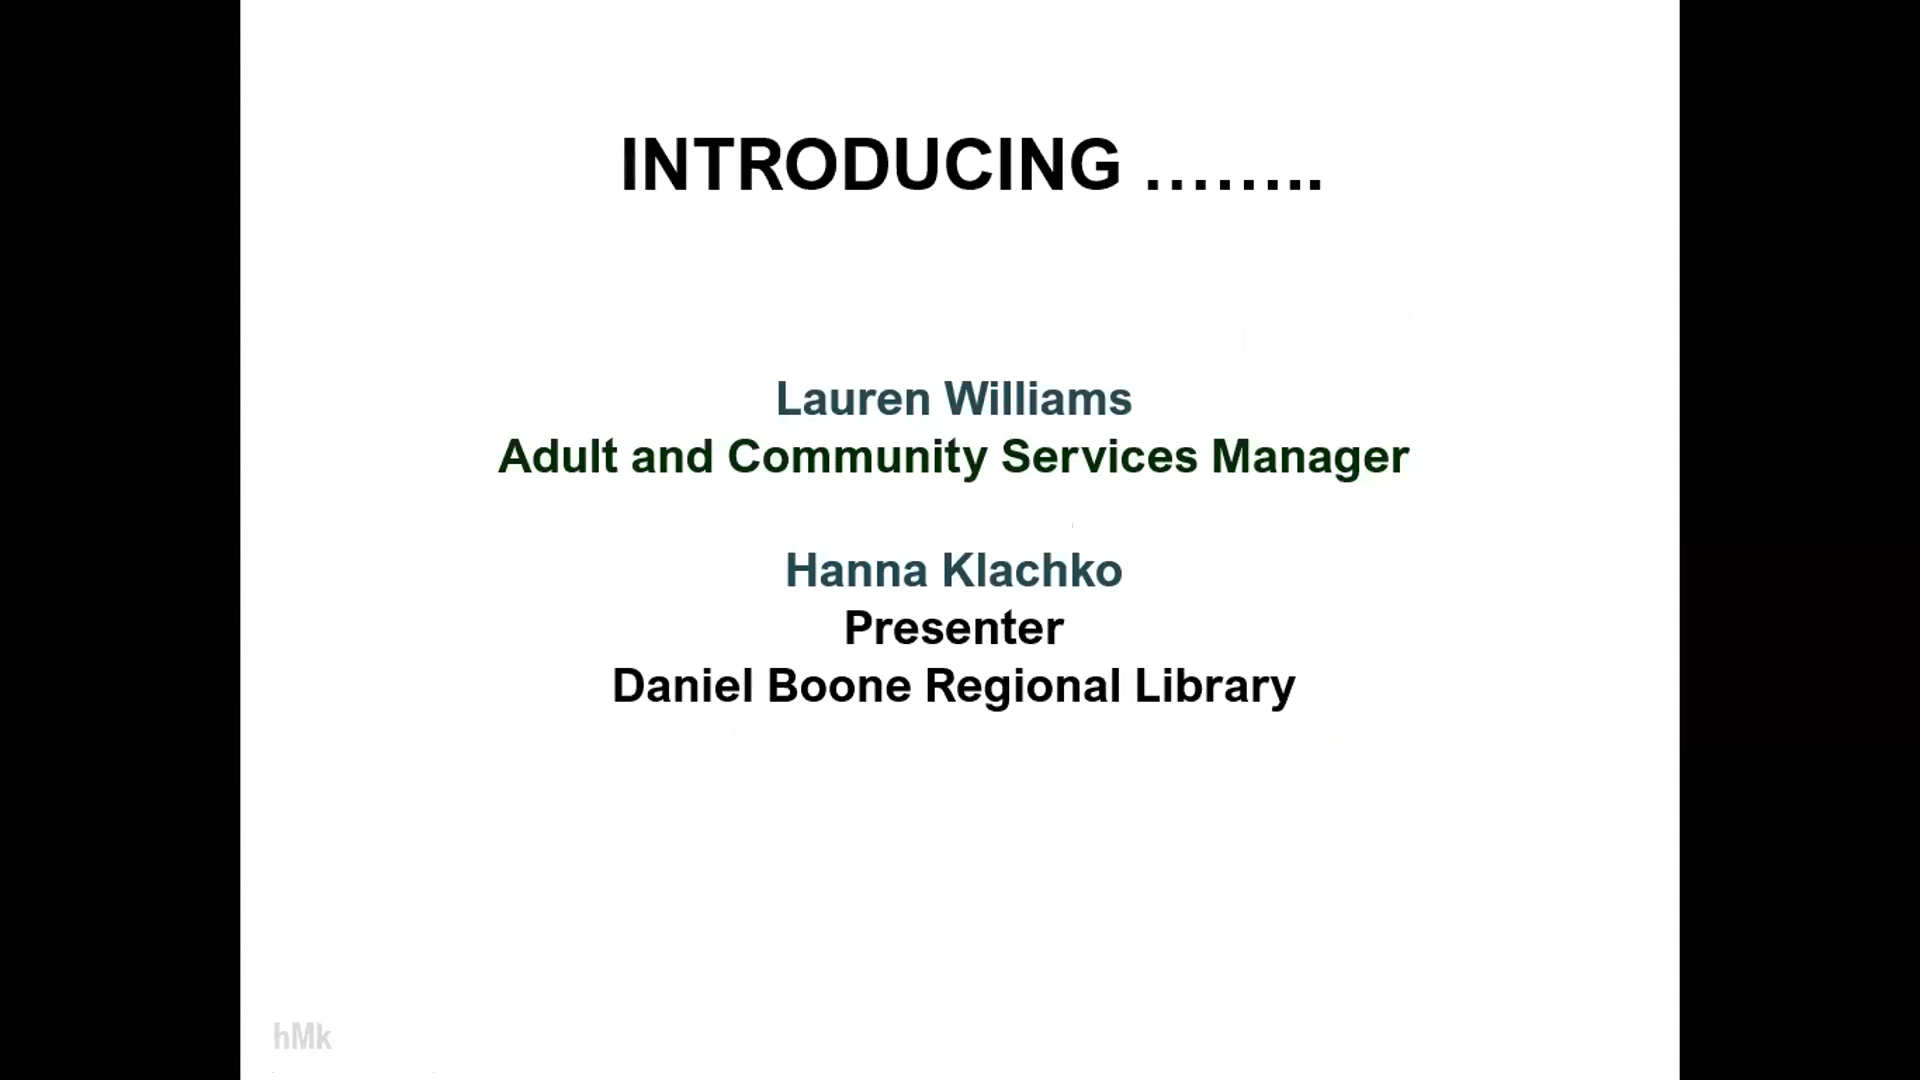 INTRODUCING ........
Lauren Williams
Adult and Community Services Manager
Hanna Klachko
Presenter
Daniel Boone Regional Library
hMk